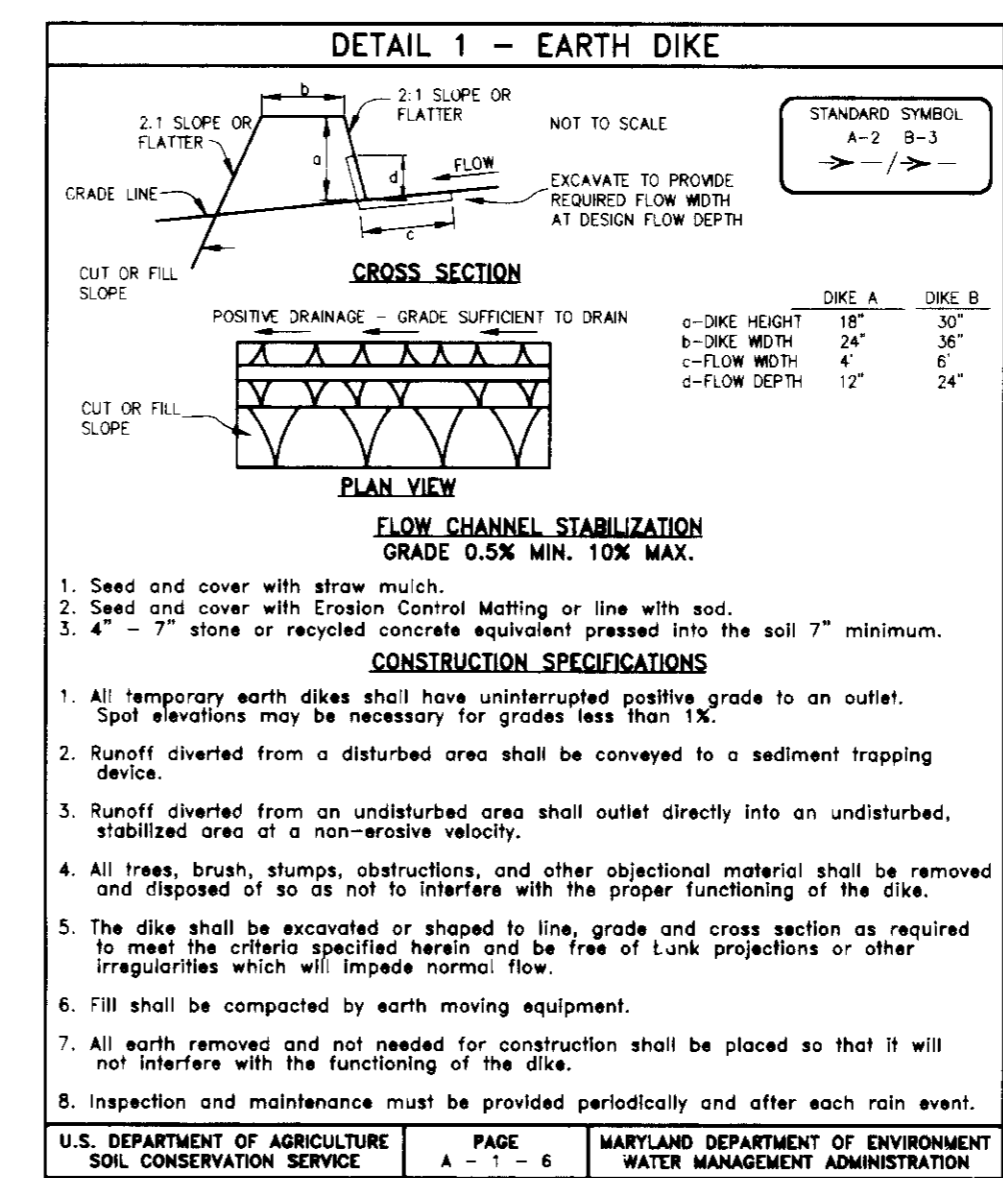 DETAIL 1 – EARTH DIKE
b
2:1 SLOPE OR
FLATTER
2.1 SLOPE OR
FLATTER
NOT TO SCALE
STANDARD SYMBOL
A-2 B-3
/
a
d
FLOW
GRADE LINE
EXCAVATE TO PROVIDE
REQUIRED FLOW WIDTH
AT DESIGN FLOW DEPTH
c
CUT OR FILL
SLOPE
CROSS SECTION
POSITIVE DRAINAGE – GRADE SUFFICIENT TO DRAIN
CUT OR FILL
SLOPE
PLAN VIEW
DIKE A DIKE B
a-DIKE HEIGHT 18" 30"
b-DIKE WIDTH 24" 36"
c-FLOW WIDTH 4' 6'
d-FLOW DEPTH 12" 24"
FLOW CHANNEL STABILIZATION
GRADE 0.5% MIN. 10% MAX.
1. Seed and cover with straw mulch.
2. Seed and cover with Erosion Control Matting or line with sod.
3. 4" – 7" stone or recycled concrete equivalent pressed into the soil 7" minimum.
CONSTRUCTION SPECIFICATIONS
1. All temporary earth dikes shall have uninterrupted positive grade to an outlet.
Spot elevations may be necessary for grades less than 1%.
2. Runoff diverted from a disturbed area shall be conveyed to a sediment trapping
device.
3. Runoff diverted from an undisturbed area shall outlet directly into an undisturbed,
stabilized area at a non-erosive velocity.
4. All trees, brush, stumps, obstructions, and other objectional material shall be removed
and disposed of so as not to interfere with the proper functioning of the dike.
5. The dike shall be excavated or shaped to line, grade and cross section as required
to meet the criteria specified herein and be free of bank projections or other
irregularities which will impede normal flow.
6. Fill shall be compacted by earth moving equipment.
7. All earth removed and not needed for construction shall be placed so that it will
not interfere with the functioning of the dike.
8. Inspection and maintenance must be provided periodically and after each rain event.
U.S. DEPARTMENT OF AGRICULTURE
SOIL CONSERVATION SERVICE
PAGE
A - 1 - 6
MARYLAND DEPARTMENT OF ENVIRONMENT
WATER MANAGEMENT ADMINISTRATION